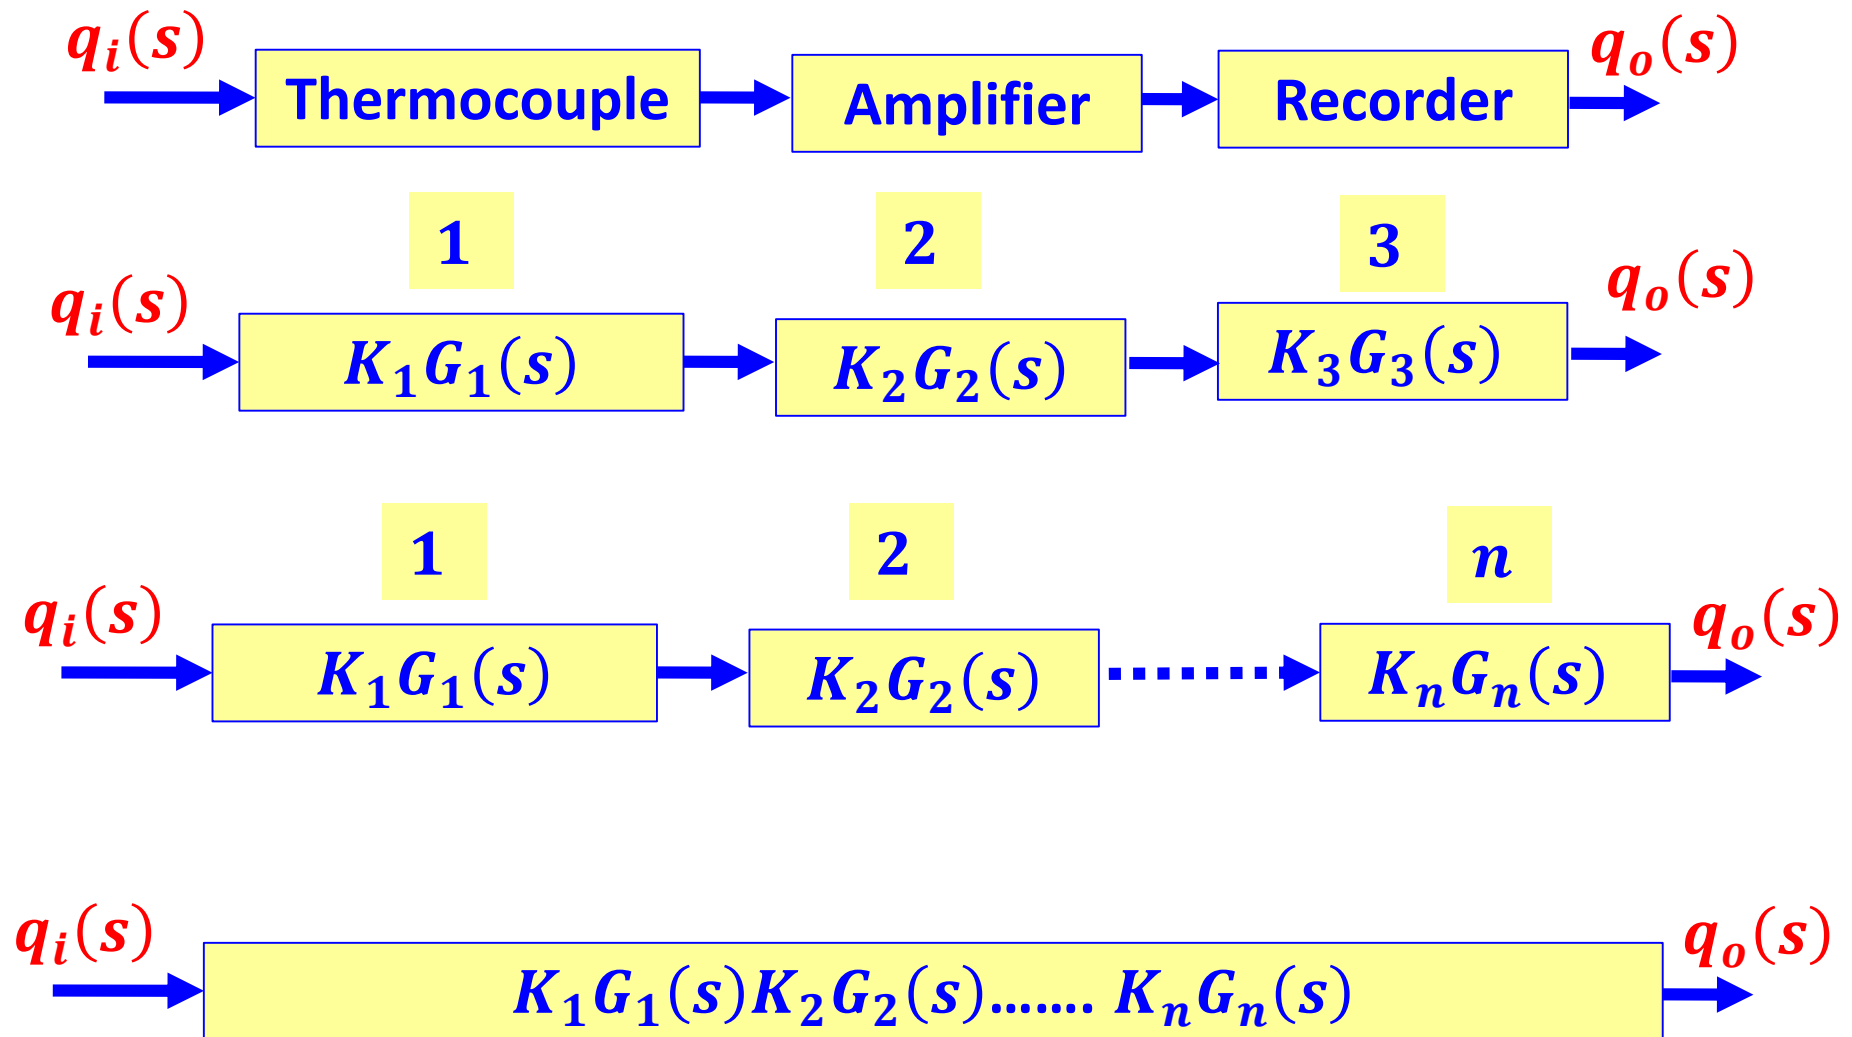 qᵢ(s) Thermocouple Amplifier Recorder qₒ(s)
1 2 3
qᵢ(s) K₁G₁(s) K₂G₂(s) K₃G₃(s) qₒ(s)
1 2 n
qᵢ(s) K₁G₁(s) K₂G₂(s) KₙGₙ(s) qₒ(s)
qᵢ(s) K₁G₁(s)K₂G₂(s)....... KₙGₙ(s) qₒ(s)